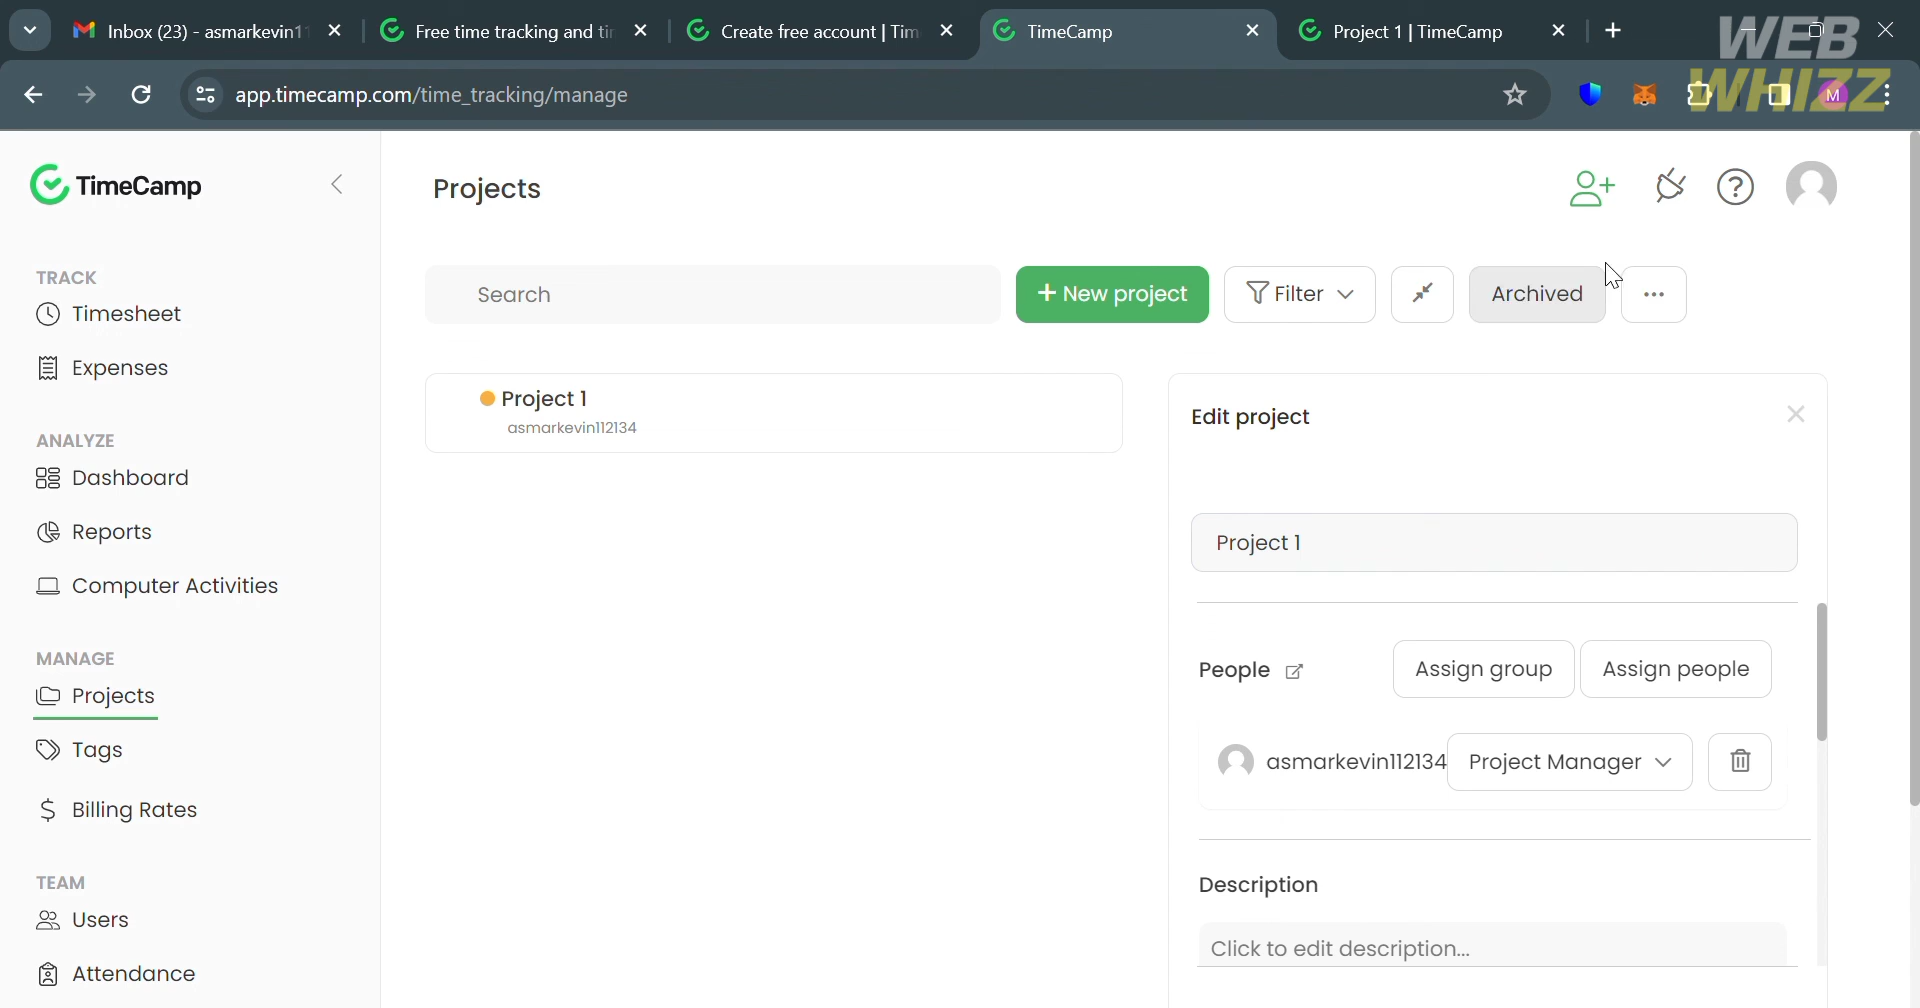 Inbox (23) - asmarkevin11
Free time tracking and ti
Create free account | Tim
TimeCamp
Project 1 | TimeCamp
WEB
WHIZZ
app.timecamp.com/time_tracking/manage
M
TimeCamp
Projects
TRACK
Timesheet
Expenses
ANALYZE
Dashboard
Reports
Computer Activities
MANAGE
Projects
Tags
Billing Rates
TEAM
Users
Attendance
Search
+ New project
Filter
Archived
Project 1
asmarkevin112134
Edit project
Project 1
People
Assign group
Assign people
asmarkevin112134
Project Manager
Description
Click to edit description...